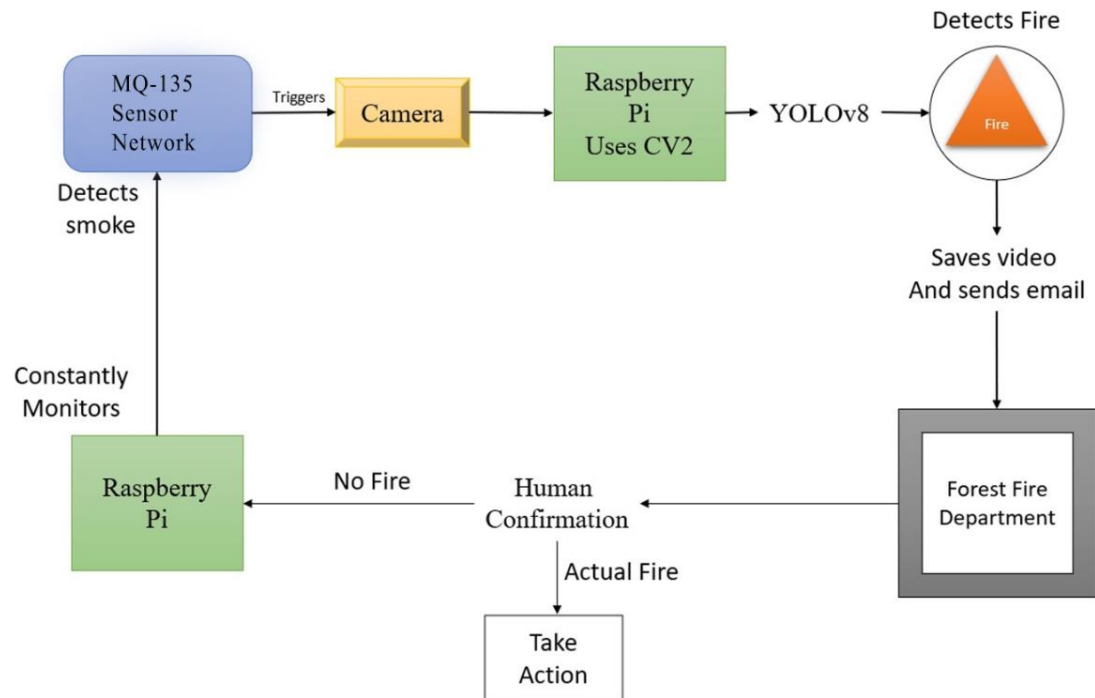 Detects Fire
MQ-135
Sensor
Network
Triggers
Camera
Raspberry
Pi
Uses CV2
YOLOv8
Fire
Detects
smoke
Saves video
And sends email
Constantly
Monitors
Raspberry
Pi
No Fire
Human
Confirmation
Forest Fire
Department
Actual Fire
Take
Action